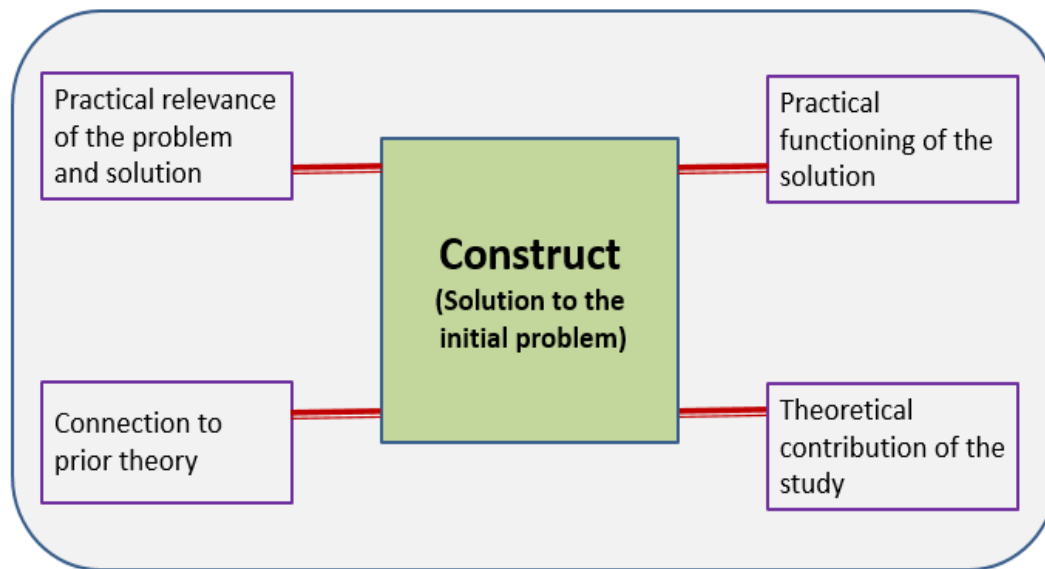 Practical relevance
of the problem
and solution
Practical
functioning of the
solution
Construct
(Solution to the
initial problem)
Connection to
prior theory
Theoretical
contribution of the
study